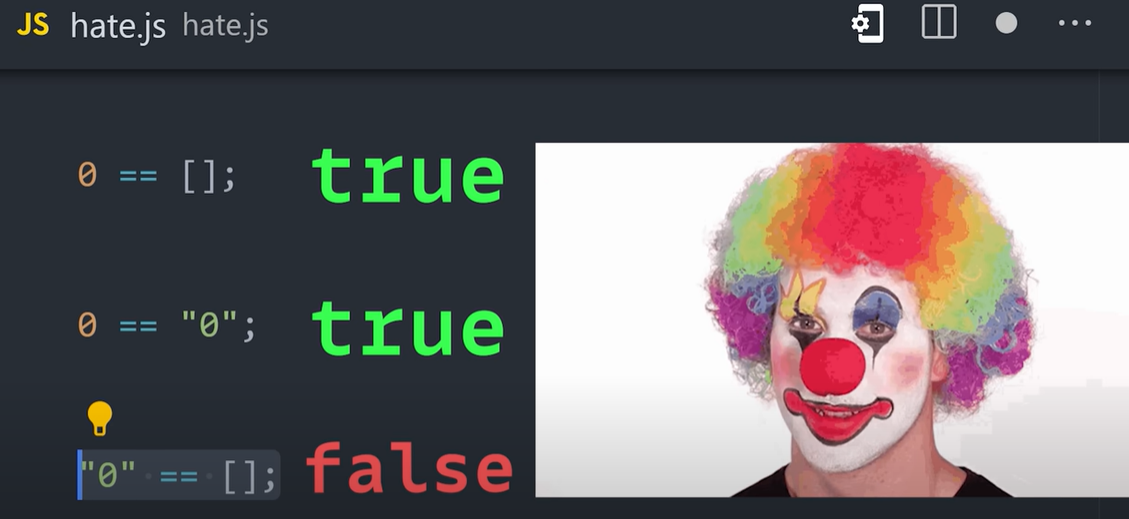 JS hate.js hate.js
0 == []; true
0 == "0"; true
"0" == []; false